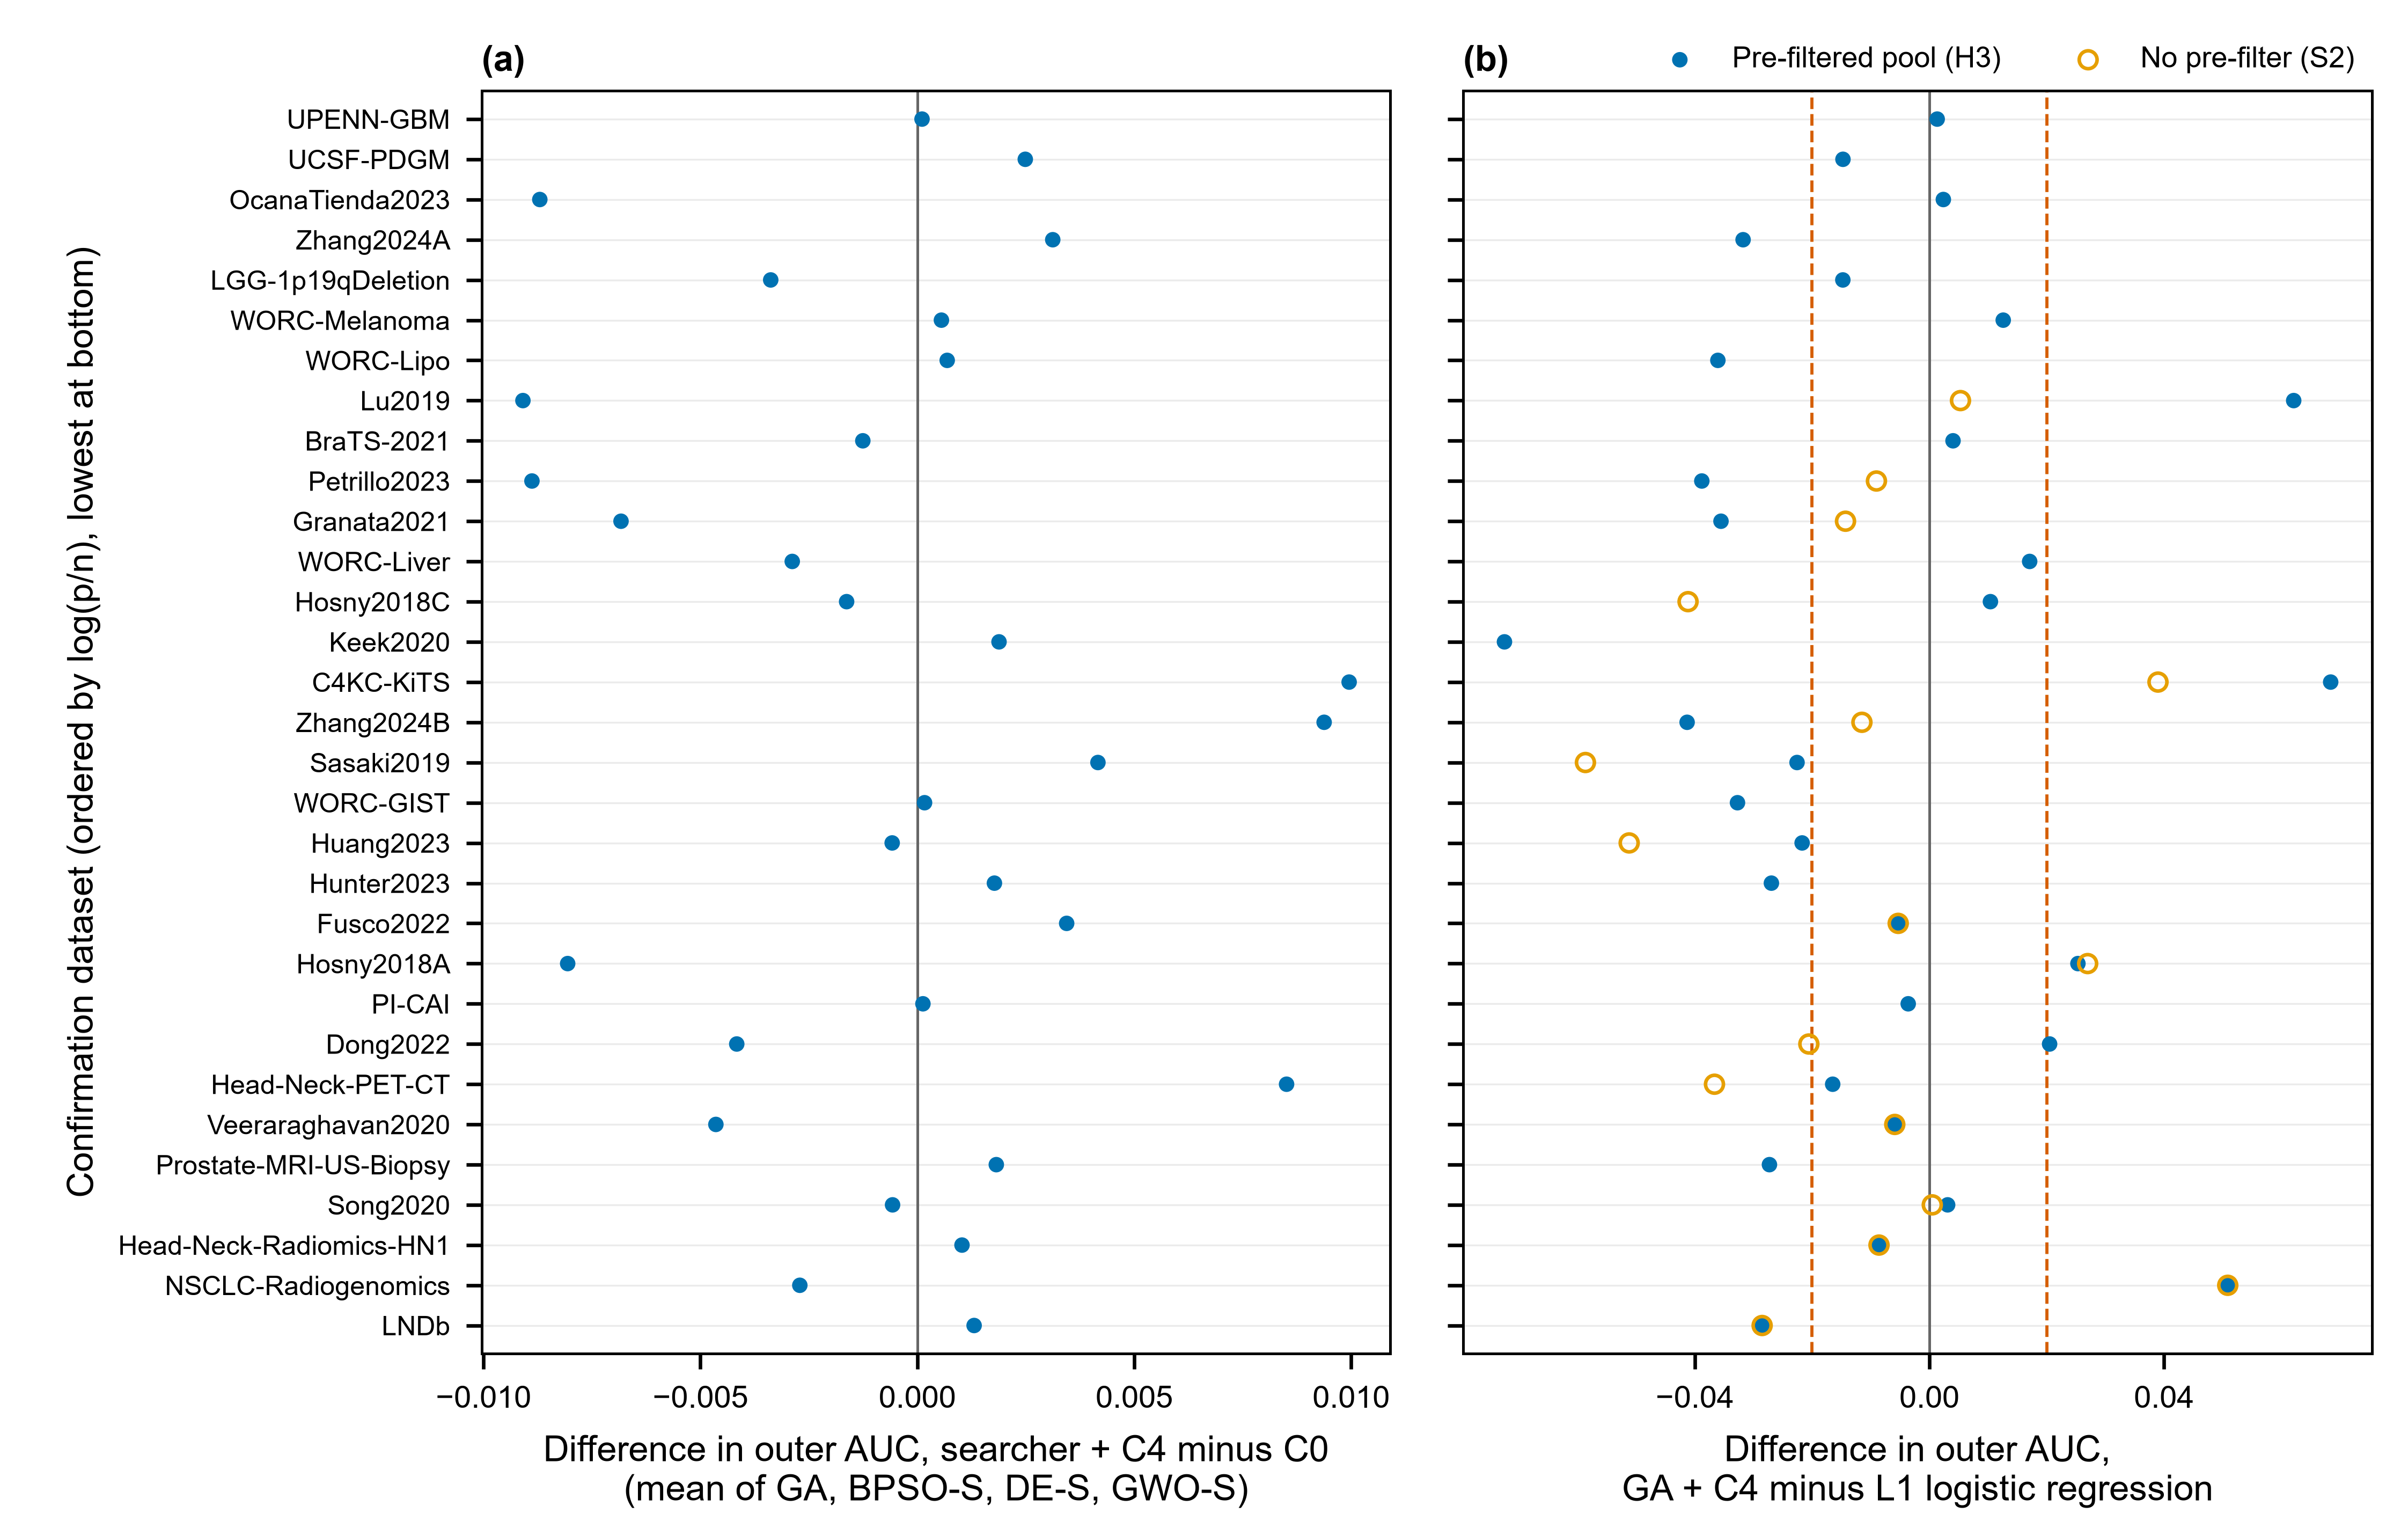 (a)
(b)
Pre-filtered pool (H3)
No pre-filter (S2)
Confirmation dataset (ordered by log(p/n), lowest at bottom)
UPENN-GBM
UCSF-PDGM
OcanaTienda2023
Zhang2024A
LGG-1p19qDeletion
WORC-Melanoma
WORC-Lipo
Lu2019
BraTS-2021
Petrillo2023
Granata2021
WORC-Liver
Hosny2018C
Keek2020
C4KC-KiTS
Zhang2024B
Sasaki2019
WORC-GIST
Huang2023
Hunter2023
Fusco2022
Hosny2018A
PI-CAI
Dong2022
Head-Neck-PET-CT
Veeraraghavan2020
Prostate-MRI-US-Biopsy
Song2020
Head-Neck-Radiomics-HN1
NSCLC-Radiogenomics
LNDb
−0.010 −0.005 0.000 0.005 0.010
Difference in outer AUC, searcher + C4 minus C0
(mean of GA, BPSO-S, DE-S, GWO-S)
−0.04 0.00 0.04
Difference in outer AUC,
GA + C4 minus L1 logistic regression